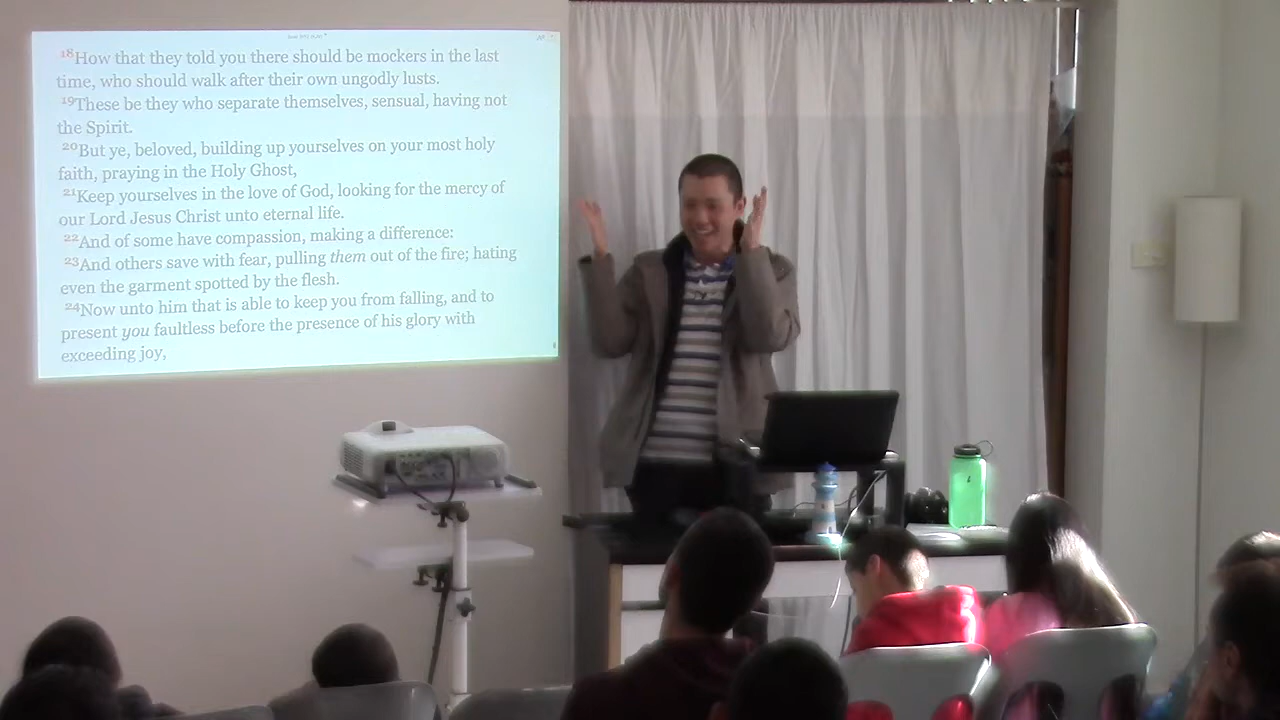 18How that they told you there should be mockers in the last
time, who should walk after their own ungodly lusts.
19These be they who separate themselves, sensual, having not
the Spirit.
20But ye, beloved, building up yourselves on your most holy
faith, praying in the Holy Ghost,
21Keep yourselves in the love of God, looking for the mercy of
our Lord Jesus Christ unto eternal life.
22And of some have compassion, making a difference:
23And others save with fear, pulling them out of the fire; hating
even the garment spotted by the flesh.
24Now unto him that is able to keep you from falling, and to
present you faultless before the presence of his glory with
exceeding joy,